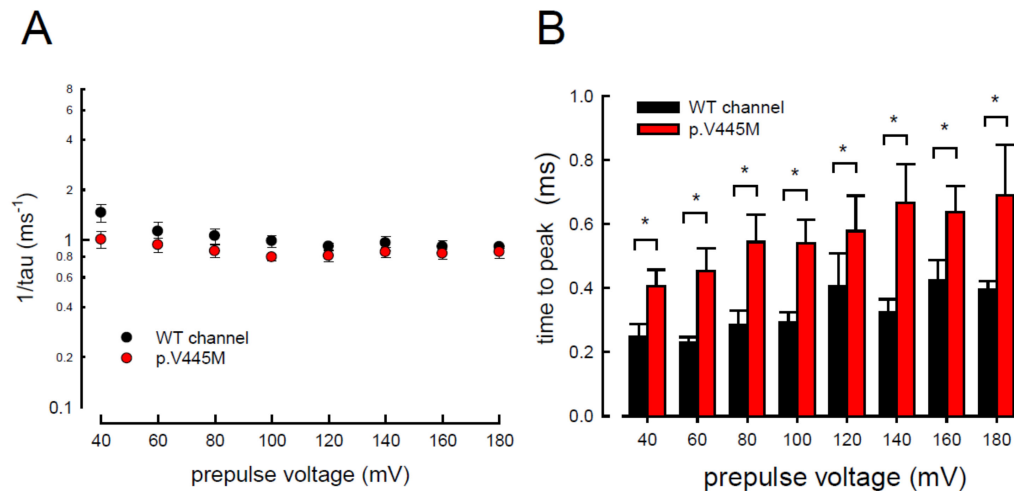 A
8
4
2
1
0.8
0.6
0.4
0.2
0.1
1/tau (ms-1)
WT channel
p.V445M
40 60 80 100 120 140 160 180
prepulse voltage (mV)
B
1.0
0.8
0.6
0.4
0.2
0.0
time to peak (ms)
WT channel
p.V445M
* * * * * * * *
40 60 80 100 120 140 160 180
prepulse voltage (mV)